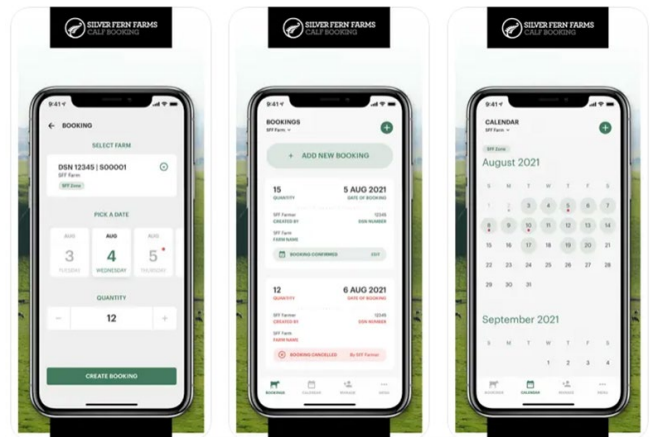 SILVER FERN FARMS
CALF BOOKING
9:41
BOOKING
SELECT FARM
DSN 12345 | S00001
SFF Farm
SFF Zone
PICK A DATE
AUG
3
TUESDAY
AUG
4
WEDNESDAY
AUG
5
THURSDAY
QUANTITY
12
CREATE BOOKING
SILVER FERN FARMS
CALF BOOKING
9:41
BOOKINGS
SFF Farm
ADD NEW BOOKING
15
QUANTITY
5 AUG 2021
DATE OF BOOKING
SFF Farmer
CREATED BY
12345
SFF Farm
FARM NAME
BOOKING CONFIRMED
EDIT
12
QUANTITY
6 AUG 2021
DATE OF BOOKING
SFF Farmer
CREATED BY
12345
SFF Farm
FARM NAME
BOOKING CANCELLED
By SFF Farmer
BOOKINGS
CALENDAR
MENU
SILVER FERN FARMS
CALF BOOKING
9:41
CALENDAR
SFF Farm
SFF Zone
August 2021
S M T W T F S
1 2 3 4 5 6 7
8 9 10 11 12 13 14
15 16 17 18 19 20 21
22 23 24 25 26 27 28
29 30 31
September 2021
S M T W T F S
1 2 3 4
BOOKINGS
CALENDAR
MENU